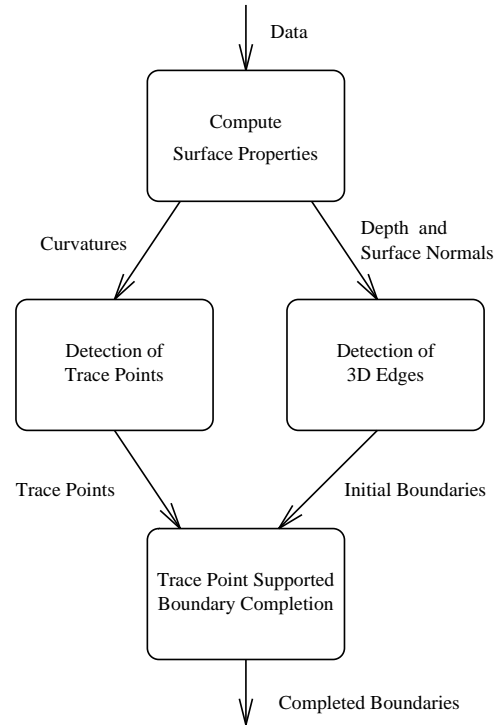 Data
Compute
Surface Properties
Curvatures
Depth and
Surface Normals
Detection of
Trace Points
Detection of
3D Edges
Trace Points
Initial Boundaries
Trace Point Supported
Boundary Completion
Completed Boundaries